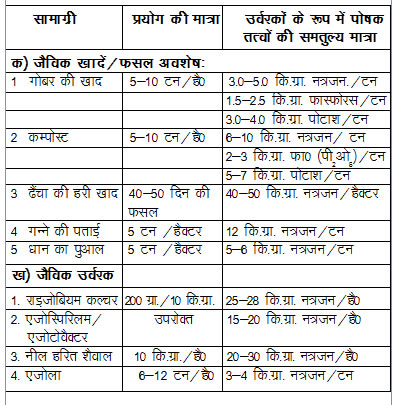 सामाग्री प्रयोग की मात्रा उर्वरकों के रूप में पोषक
तत्वों की समतुल्य मात्रा
क) जैविक खादें/फसल अवशेषः
1 गोबर की खाद 5-10 टन/है0 3.0-5.0 कि.ग्रा. नत्रजन./टन
1.5-2.5 कि.ग्रा. फास्फोरस/टन
3.0-4.0 कि.ग्रा. पोटाश/टन
2 कम्पोस्ट 5-10 टन/है0 6-10 कि.ग्रा. नत्रजन/ टन
2-3 कि.ग्रा. फा0 (पी2ओ5)/टन
5-7 कि.ग्रा. पोटाश/टन
3 ढैंचा की हरी खाद 40-50 दिन की 40-50 कि.ग्रा. नत्रजन/हैक्टर
फसल
4 गन्ने की पताई 5 टन /हैक्टर 12 कि.ग्रा. नत्रजन/टन
5 धान का पुआल 5 टन /हैक्टर 5-6 कि.ग्रा. नत्रजन/टन
ख) जैविक उर्वरक
1. राइजोबियम कल्चर 200 ग्रा./10 कि.ग्रा. 25-28 कि.ग्रा. नत्रजन/है0
2. एजोस्पिरिलम/ उपरोक्त 15-20 कि.ग्रा. नत्रजन/है0
एजोटोवैक्टर
3. नील हरित शैवाल 10 कि.ग्रा./है0 20-30 कि.ग्रा. नत्रजन/है0
4. एजोला 6-12 टन/है0 3-4 कि.ग्रा. नत्रजन/टन